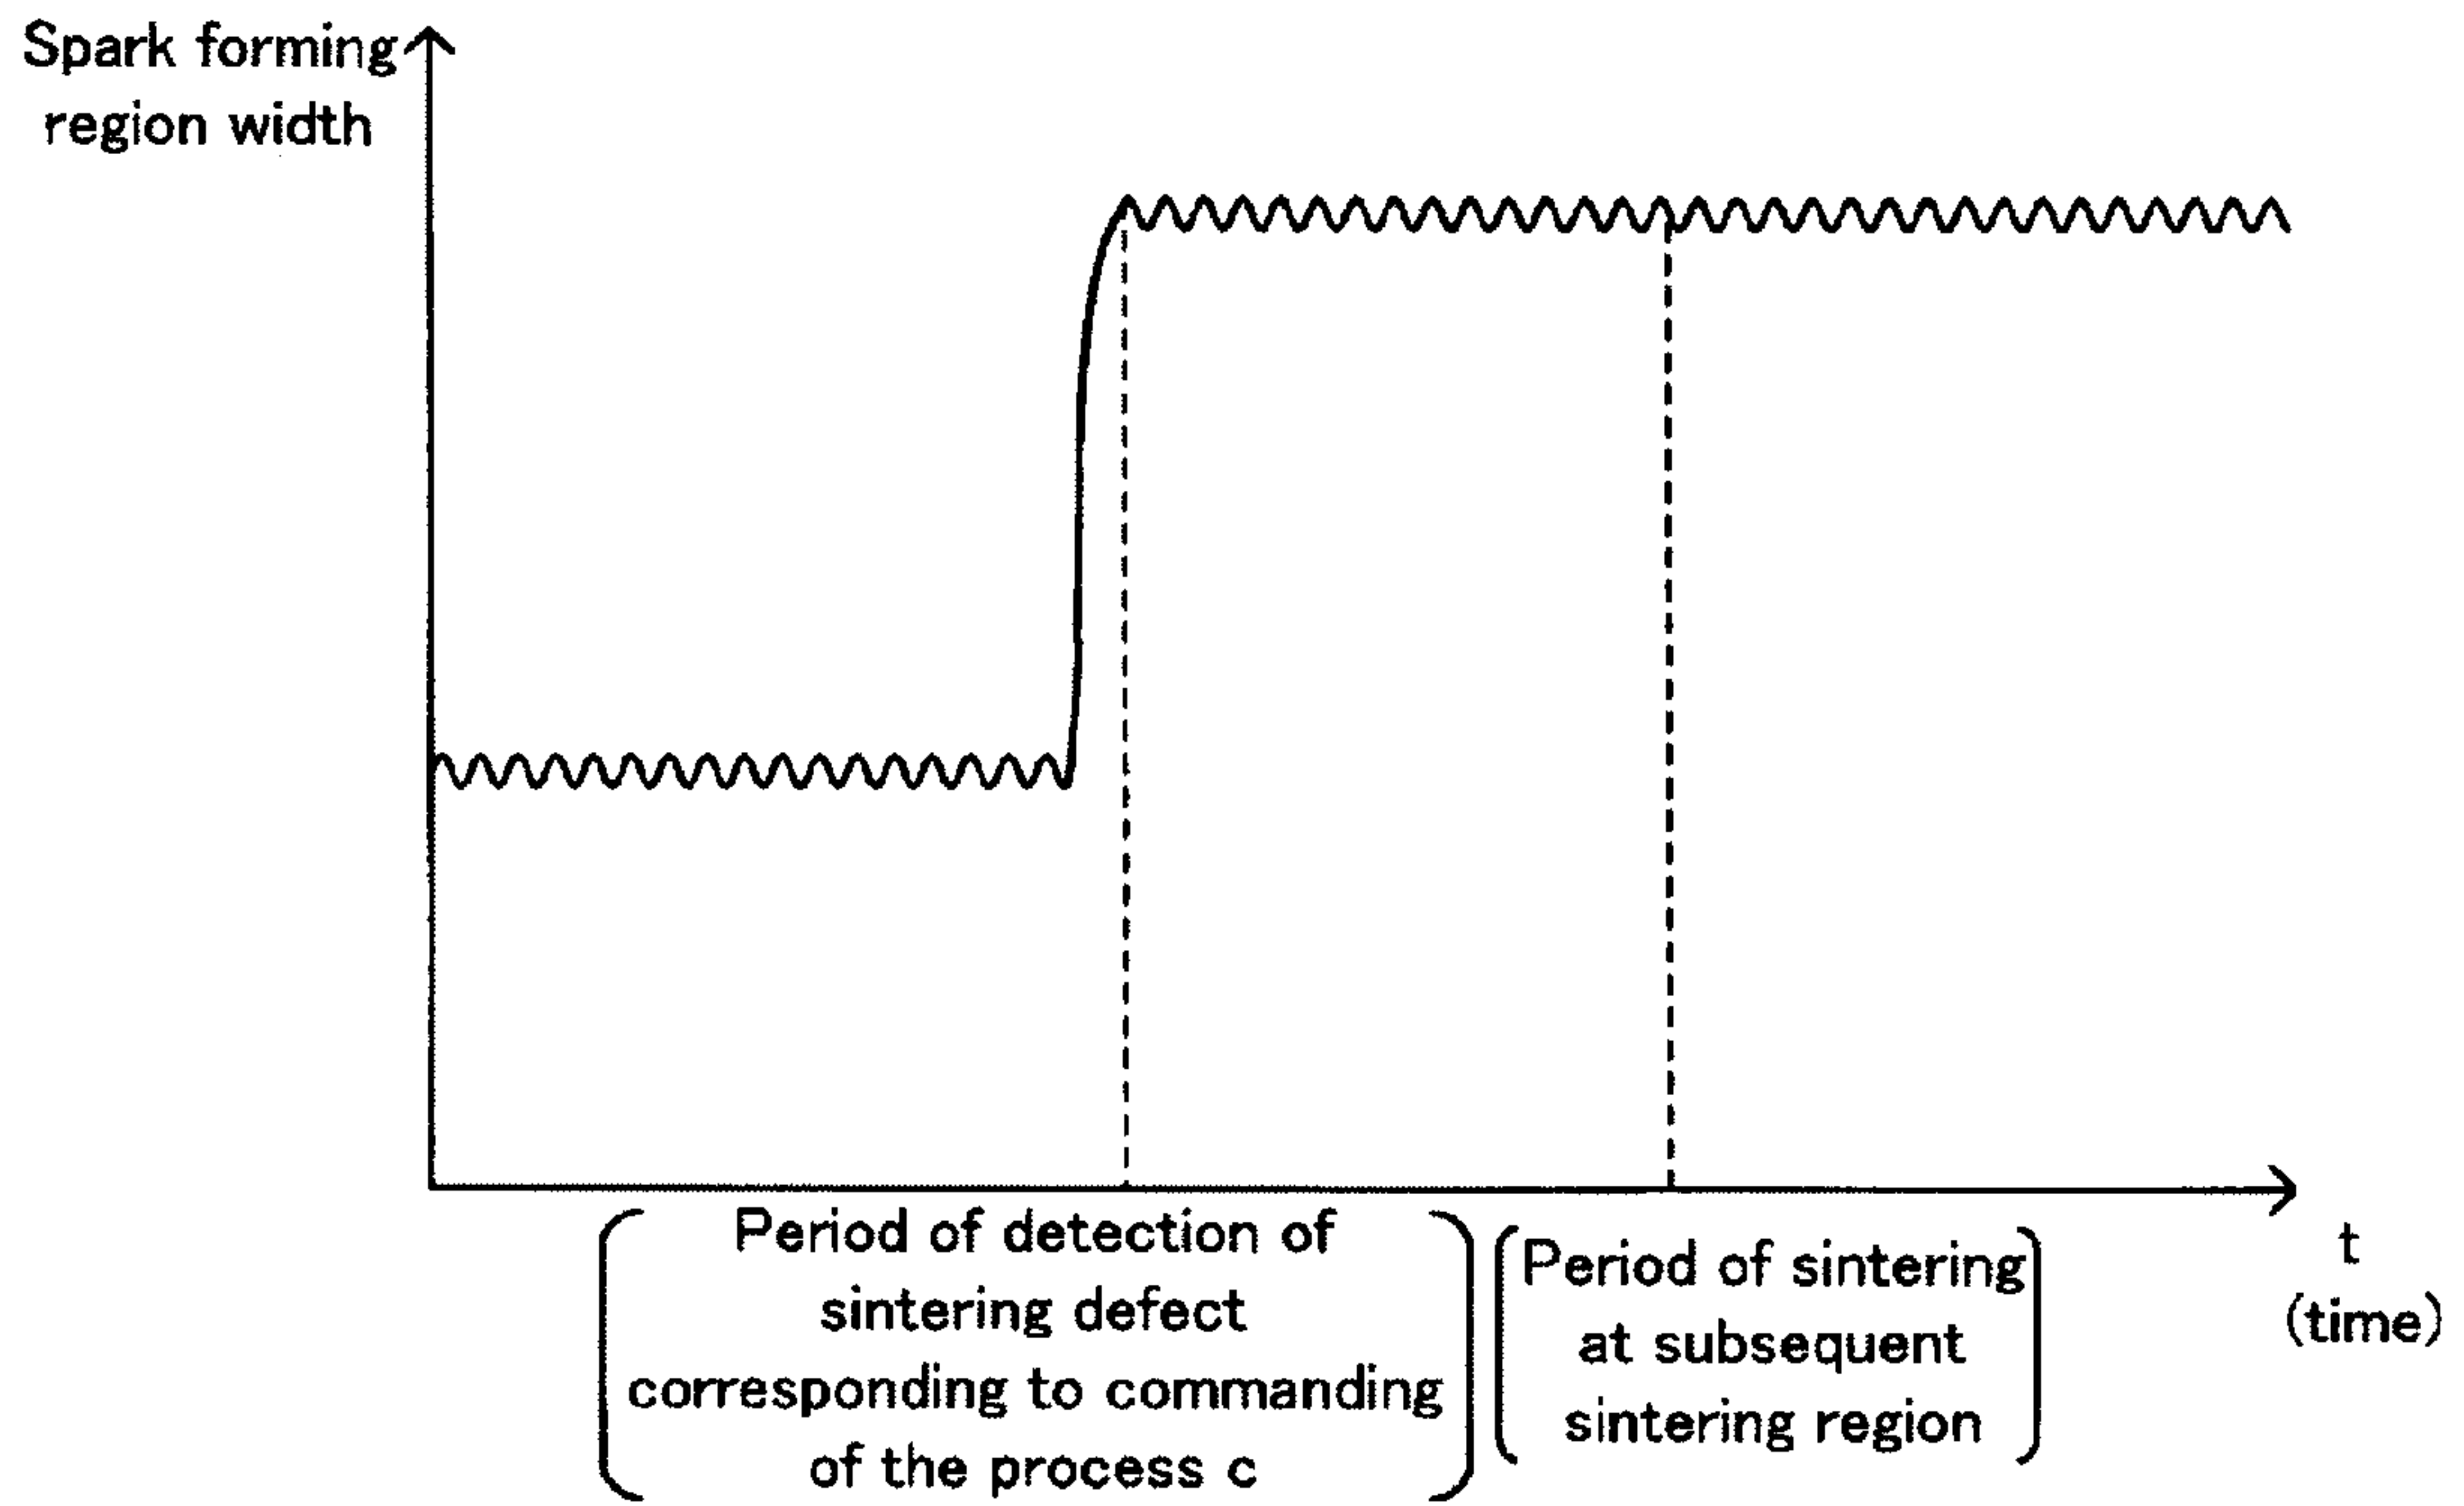 Spark forming
region width
Period of detection of
sintering defect
corresponding to commanding
of the process c
Period of sintering
at subsequent
sintering region
t
(time)